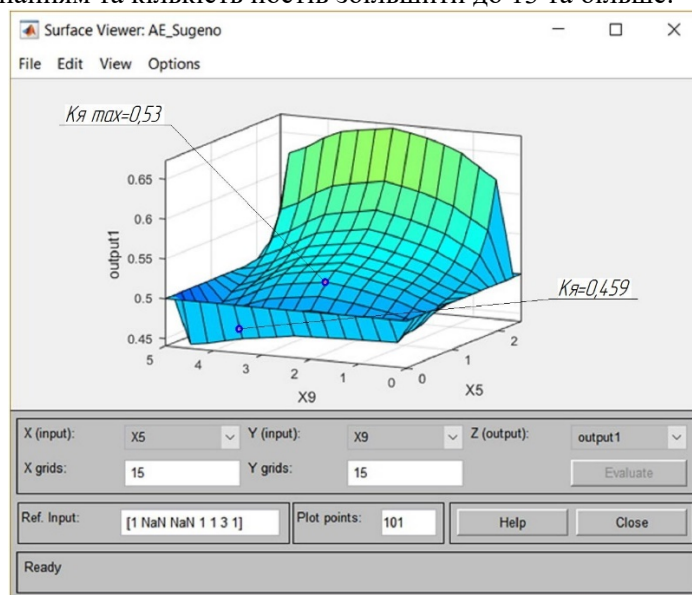 нанням та кількість постів збільшити до 15 та більше.
Surface Viewer: AE_Sugeno
File Edit View Options
Kя max=0,53
0.65
0.6
0.55
0.5
0.45
output1
Kя=0,459
5 4 3 2 1 0
X9
0 1 2
X5
X (input): X5 Y (input): X9 Z (output): output1
X grids: 15 Y grids: 15 Evaluate
Ref. Input: [1 NaN NaN 1 1 3 1] Plot points: 101 Help Close
Ready